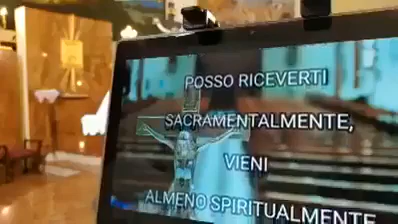 POSSO RICEVERTI
SACRAMENTALMENTE,
VIENI
ALMENO SPIRITUALMENTE